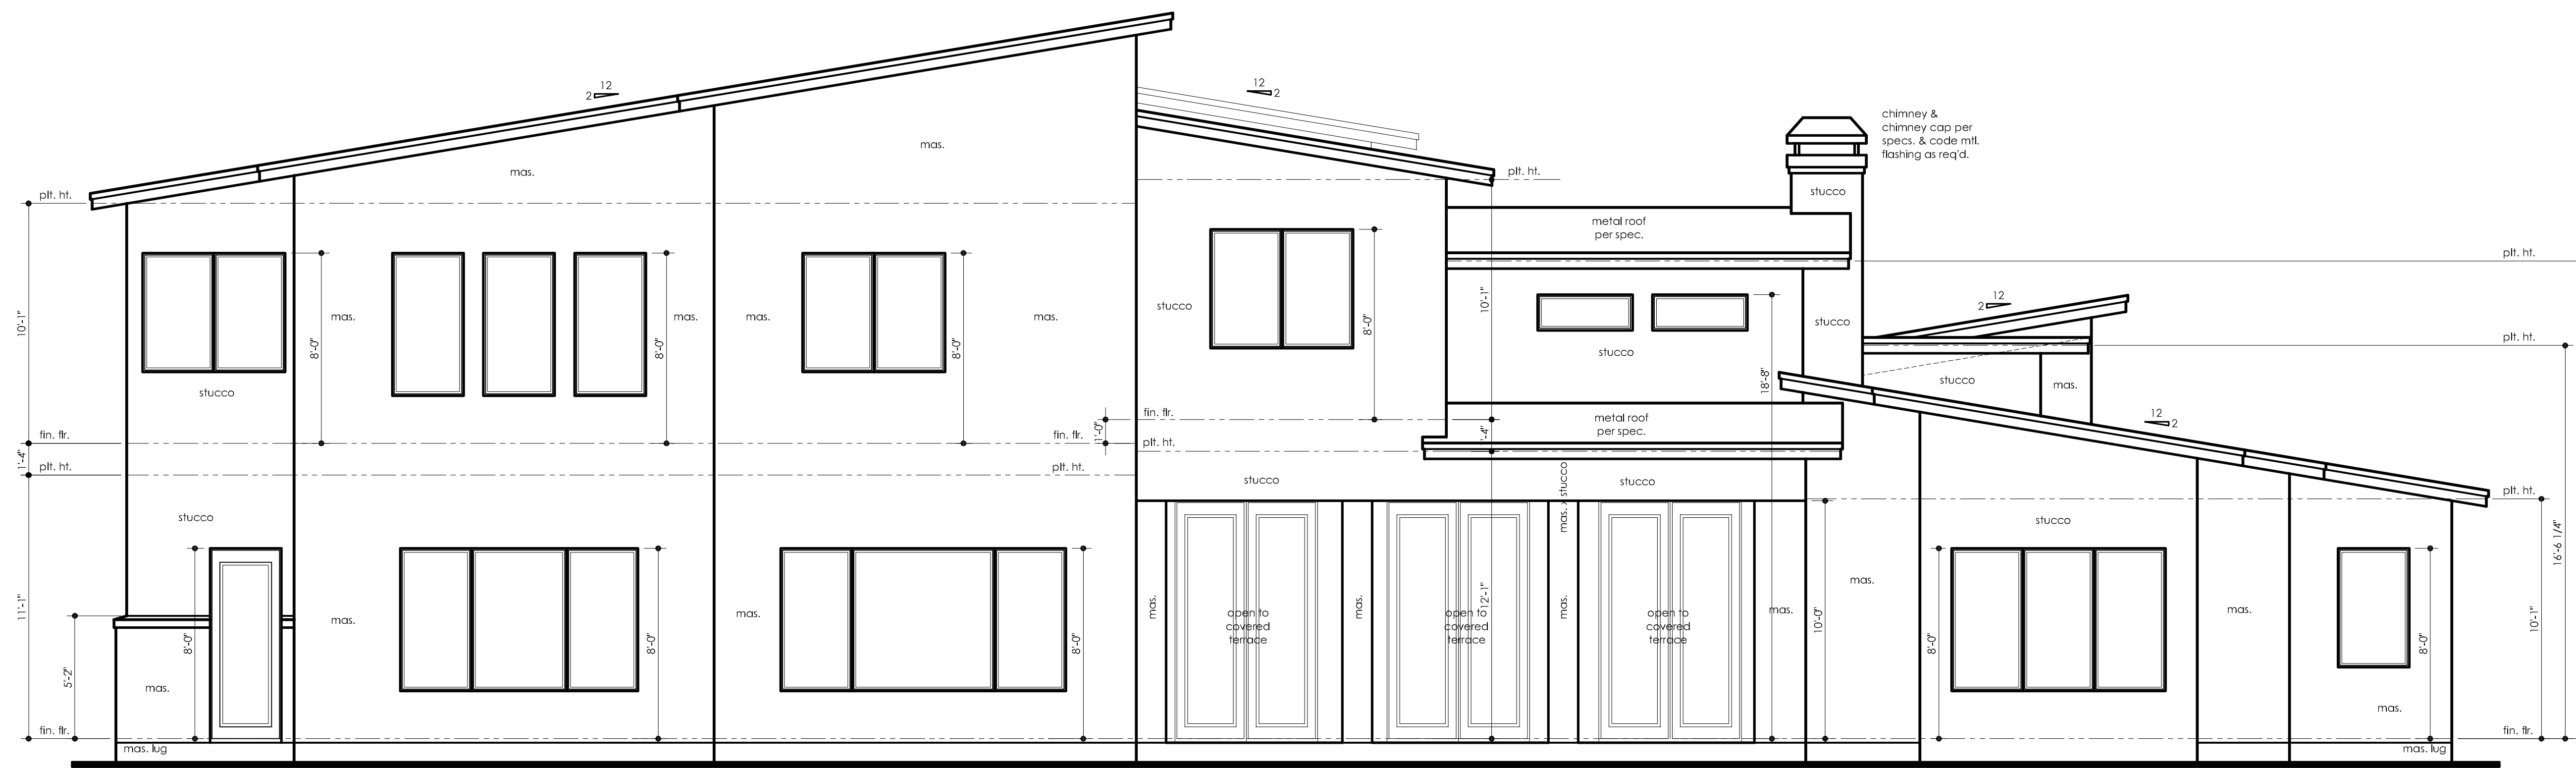 12
2
12
2
chimney &
chimney cap per
specs. & code mtl.
flashing as req'd.
mas.
mas.
plt. ht.
plt. ht.
stucco
metal roof
per spec.
plt. ht.
12
2
stucco
mas.
mas.
mas.
mas.
10'-1"
8'-0"
8'-0"
8'-0"
8'-0"
10'-1"
stucco
stucco
plt. ht.
stucco
18'-8"
stucco
mas.
stucco
12
2
fin. flr.
metal roof
per spec.
fin. flr.
fin. flr.
1'-0"
plt. ht.
1'-4"
plt. ht.
plt. ht.
1'-4"
stucco
mas. > stucco
stucco
plt. ht.
stucco
stucco
16'-6 1/4"
mas.
11'-1"
mas.
mas.
mas.
mas.
mas.
mas.
mas.
12'-1"
open to
covered
terrace
open to
covered
terrace
open to
covered
terrace
10'-0"
10'-1"
8'-0"
8'-0"
8'-0"
8'-0"
8'-0"
5'-2"
mas.
mas.
fin. flr.
fin. flr.
mas. lug
mas. lug